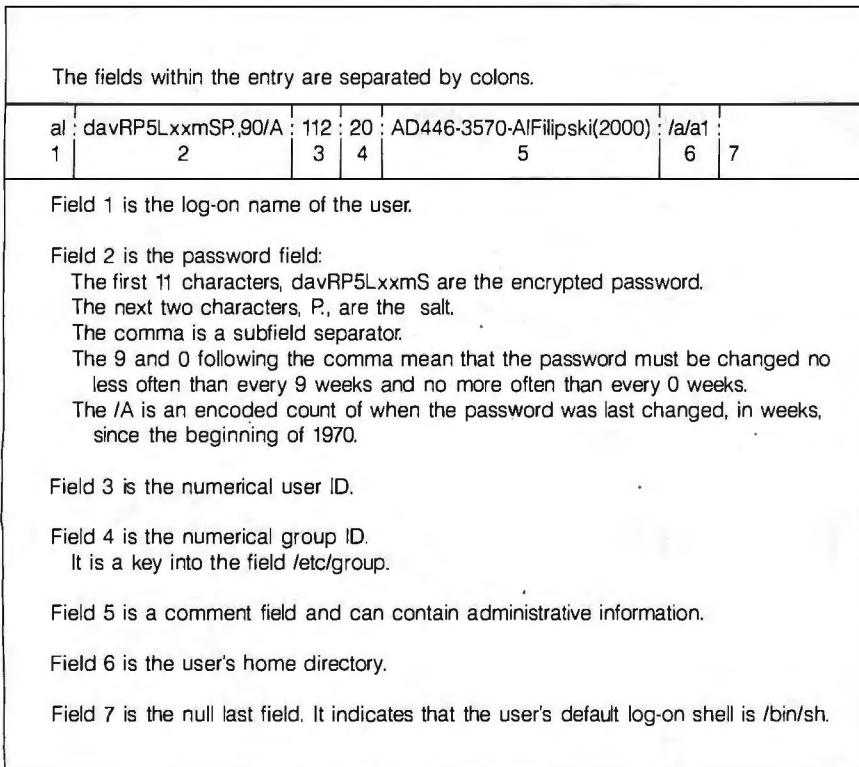 The fields within the entry are separated by colons.
al : davRP5LxxmSP.,90/A : 112 : 20 : AD446-3570-AlFilipski(2000) : /a/a1 :
1 2 3 4 5 6 7
Field 1 is the log-on name of the user.
Field 2 is the password field:
The first 11 characters, davRP5LxxmS are the encrypted password.
The next two characters, P., are the salt.
The comma is a subfield separator.
The 9 and 0 following the comma mean that the password must be changed no
less often than every 9 weeks and no more often than every 0 weeks.
The /A is an encoded count of when the password was last changed, in weeks,
since the beginning of 1970.
Field 3 is the numerical user ID.
Field 4 is the numerical group ID.
It is a key into the field /etc/group.
Field 5 is a comment field and can contain administrative information.
Field 6 is the user's home directory.
Field 7 is the null last field. It indicates that the user's default log-on shell is /bin/sh.